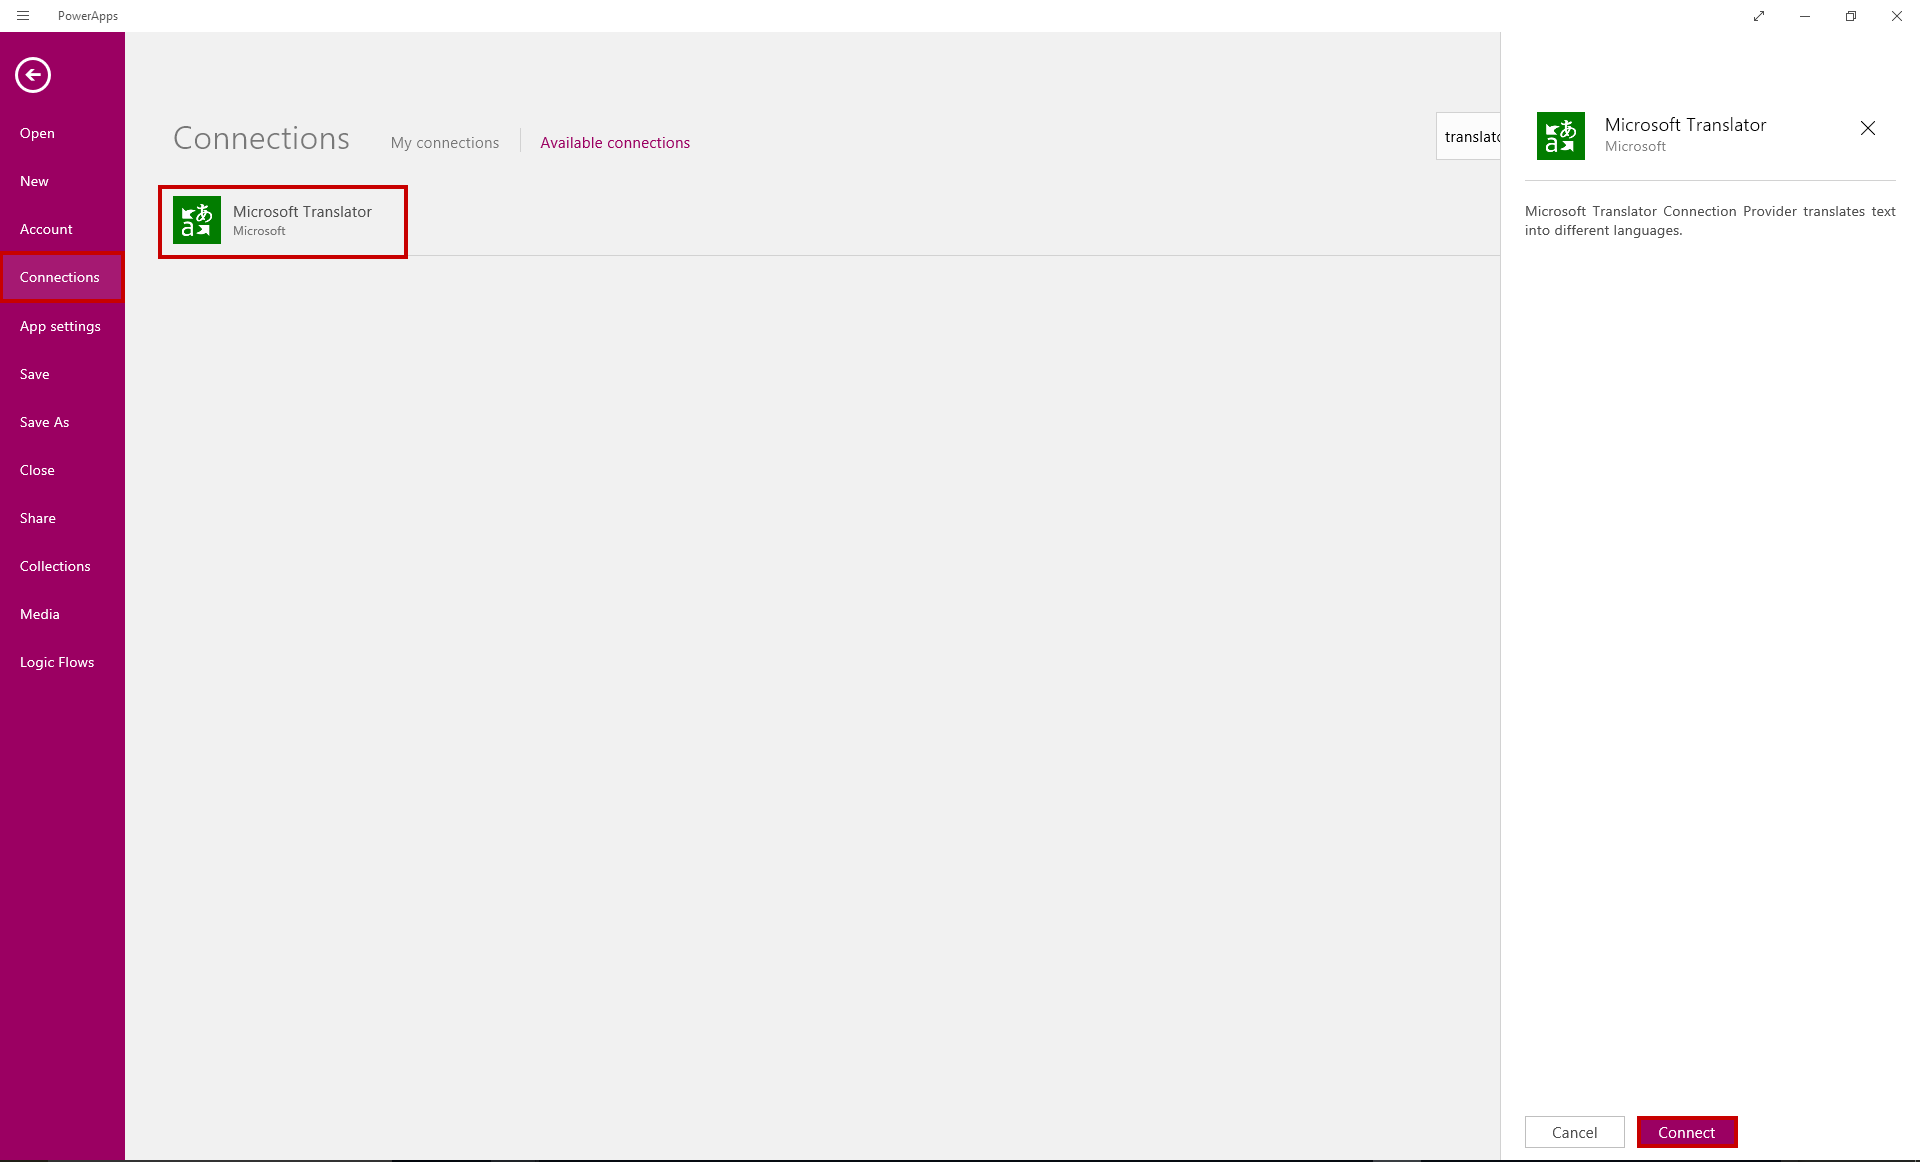 PowerApps
Open
New
Account
Connections
App settings
Save
Save As
Close
Share
Collections
Media
Logic Flows
Connections
My connections
Available connections
Microsoft Translator
Microsoft
Microsoft Translator
Microsoft
Microsoft Translator Connection Provider translates text
into different languages.
Cancel
Connect